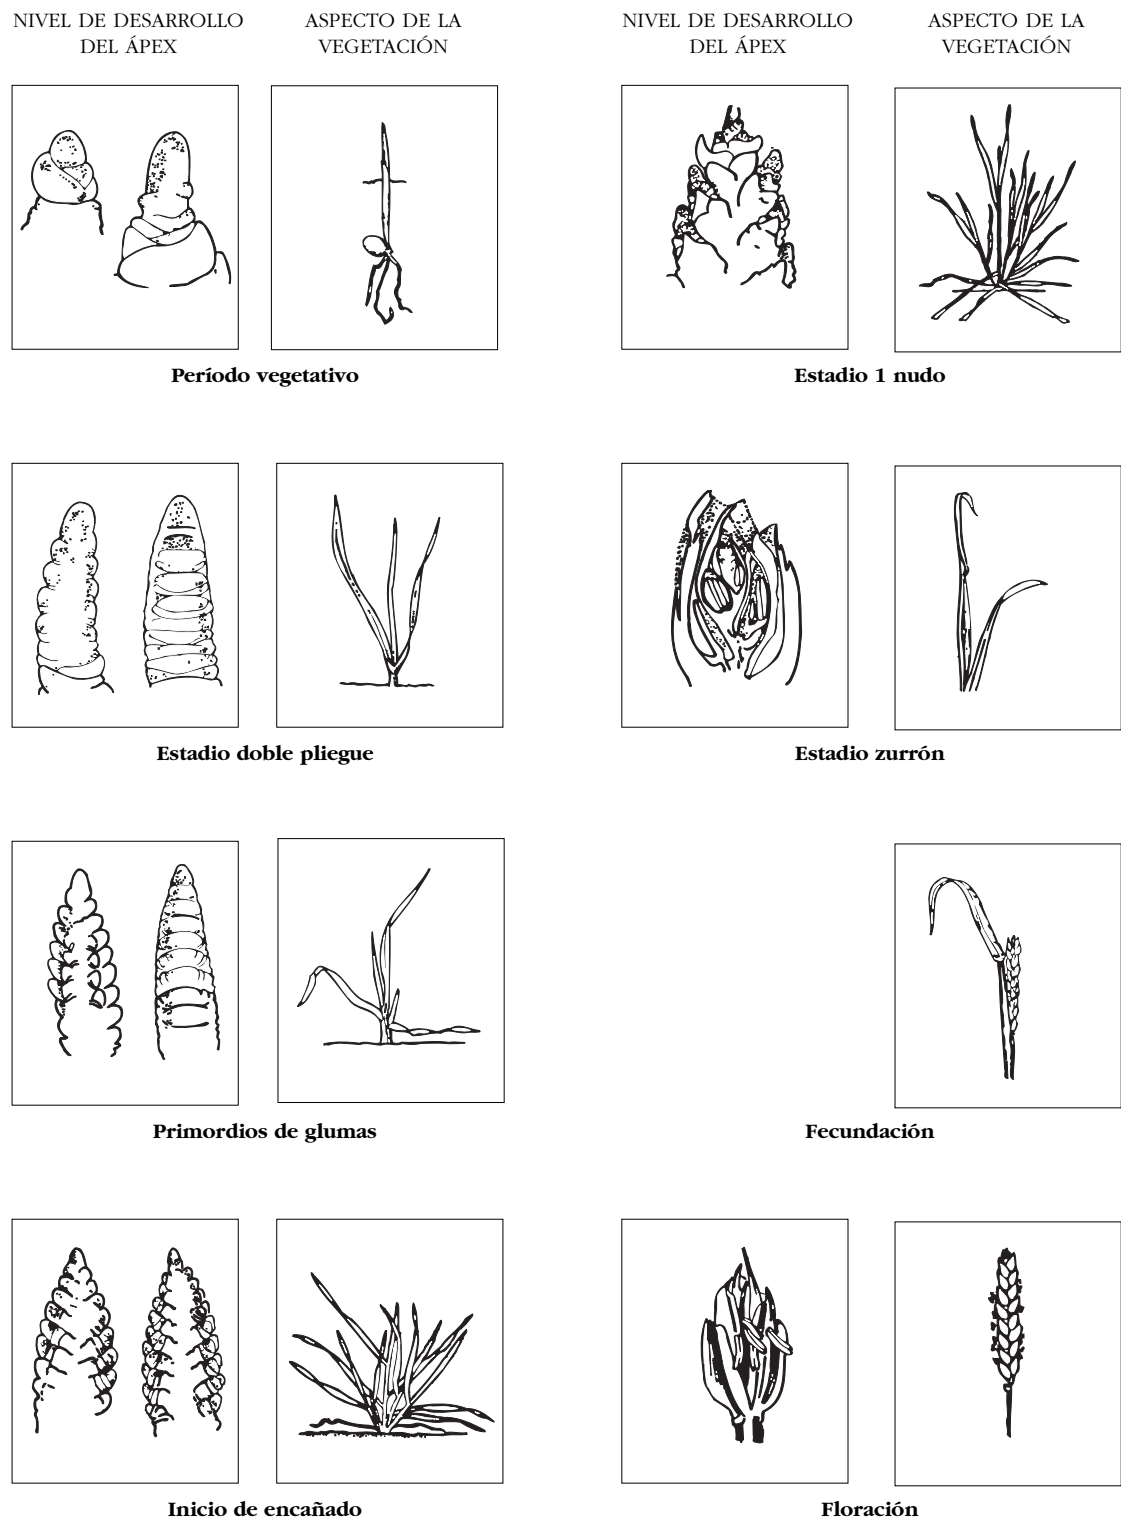 NIVEL DE DESARROLLO
DEL ÁPEX
ASPECTO DE LA
VEGETACIÓN
NIVEL DE DESARROLLO
DEL ÁPEX
ASPECTO DE LA
VEGETACIÓN
Período vegetativo
Estadio 1 nudo
Estadio doble pliegue
Estadio zurrón
Primordios de glumas
Fecundación
Inicio de encañado
Floración